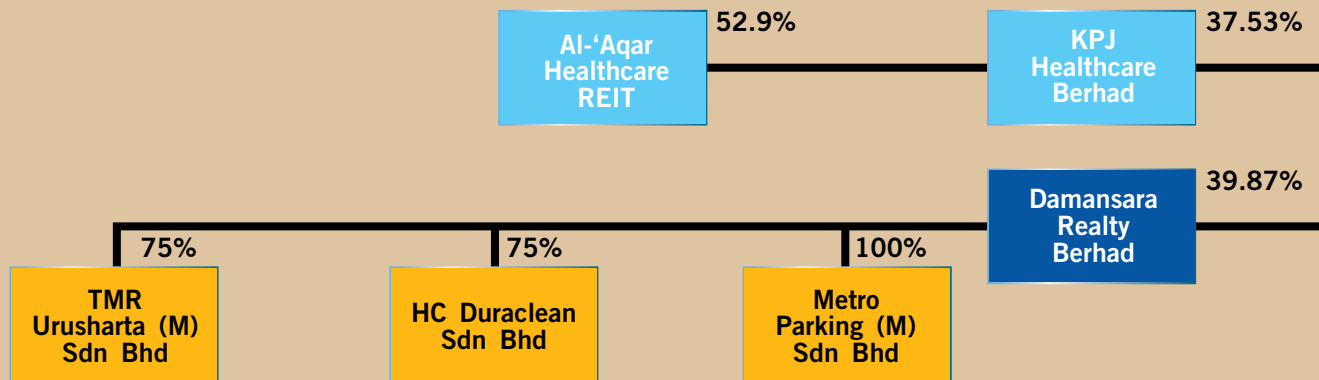 52.9%
Al-‘Aqar
Healthcare
REIT
37.53%
KPJ
Healthcare
Berhad
39.87%
Damansara
Realty
Berhad
75%
TMR
Urusharta (M)
Sdn Bhd
75%
HC Duraclean
Sdn Bhd
100%
Metro
Parking (M)
Sdn Bhd